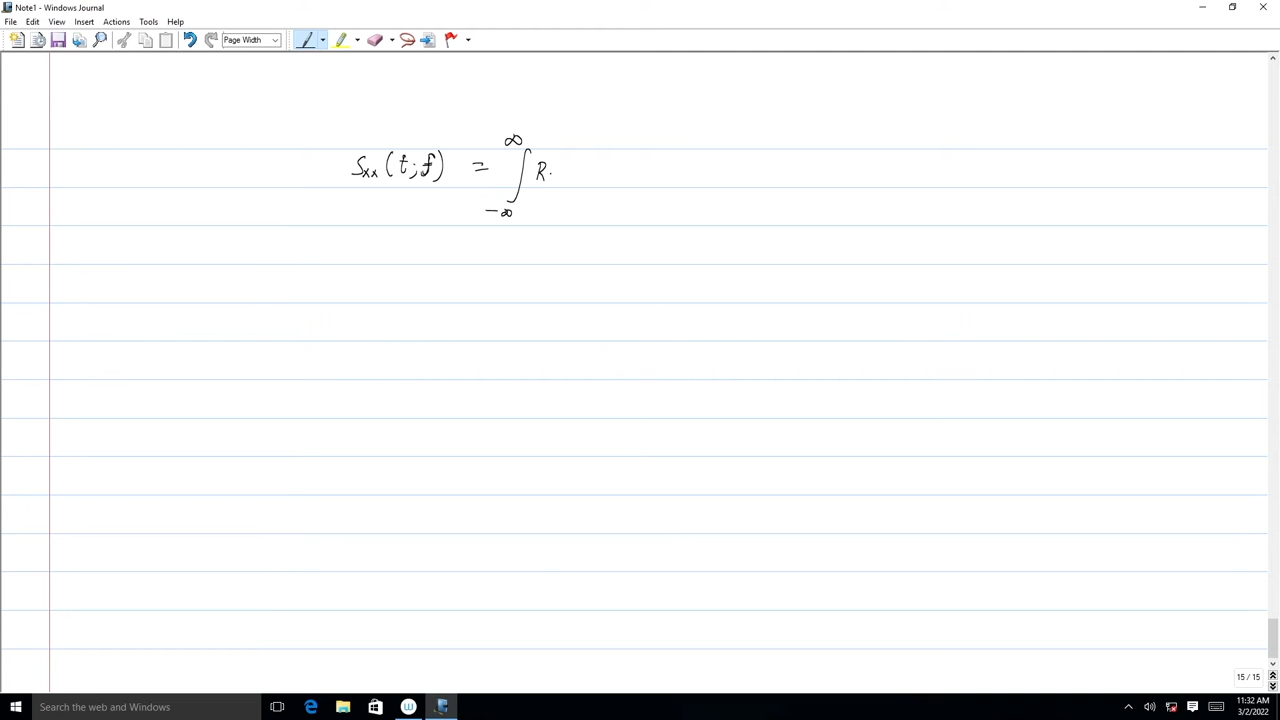 Note1 - Windows Journal
File Edit View Insert Actions Tools Help
Page Width
∞
Sxx (t;f) = ∫ R.
-∞
15 / 15
Search the web and Windows
11:32 AM
3/2/2022